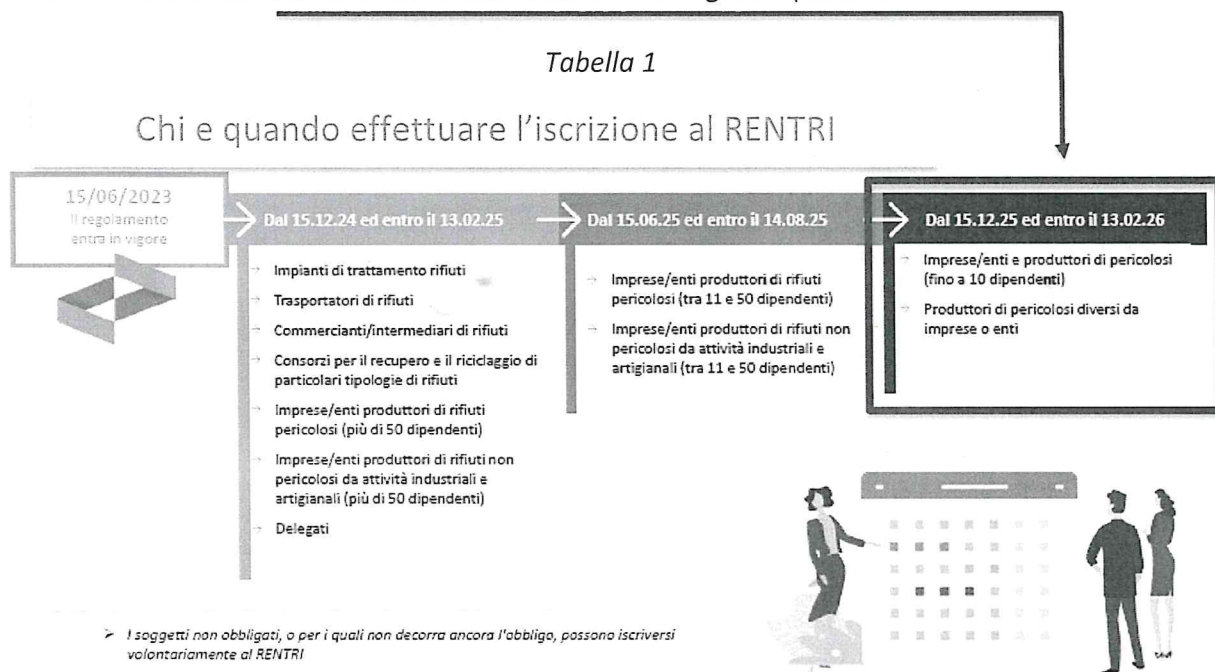 Tabella 1
Chi e quando effettuare l'iscrizione al RENTRI
15/06/2023
Il regolamento
entra in vigore
Dal 15.12.24 ed entro il 13.02.25
Impianti di trattamento rifiuti
Trasportatori di rifiuti
Commercianti/intermediari di rifiuti
Consorzi per il recupero e il riciclaggio di
particolari tipologie di rifiuti
Imprese/enti produttori di rifiuti
pericolosi (più di 50 dipendenti)
Imprese/enti produttori di rifiuti non
pericolosi da attività industriali e
artigianali (più di 50 dipendenti)
Delegati
Dal 15.06.25 ed entro il 14.08.25
Imprese/enti produttori di rifiuti
pericolosi (tra 11 e 50 dipendenti)
Imprese/enti produttori di rifiuti non
pericolosi da attività industriali e
artigianali (tra 11 e 50 dipendenti)
Dal 15.12.25 ed entro il 13.02.26
Imprese/enti e produttori di pericolosi
(fino a 10 dipendenti)
Produttori di pericolosi diversi da
imprese o enti
I soggetti non obbligati, o per i quali non decorra ancora l'obbligo, possono iscriversi
volontariamente al RENTRI